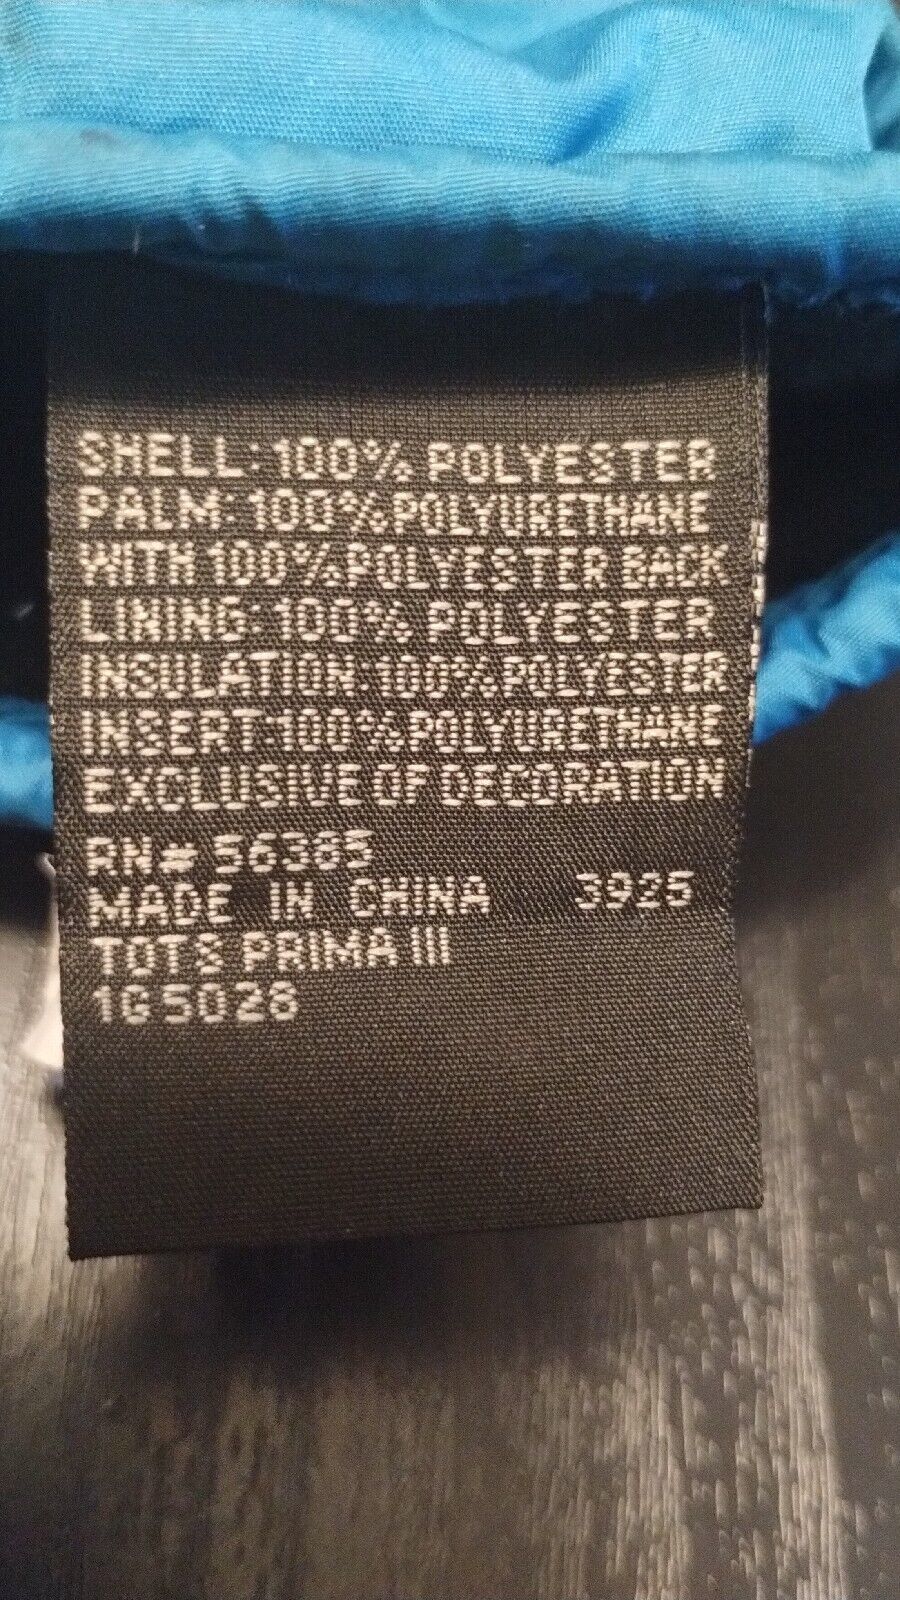 SHELL: 100% POLYESTER
PALM: 100% POLYURETHANE
WITH 100% POLYESTER BACK
LINING: 100% POLYESTER
INSULATION: 100% POLYESTER
INSERT: 100% POLYURETHANE
EXCLUSIVE OF DECORATION
RN# 56385
MADE IN CHINA 3925
TOTS PRIMA III
1G5028